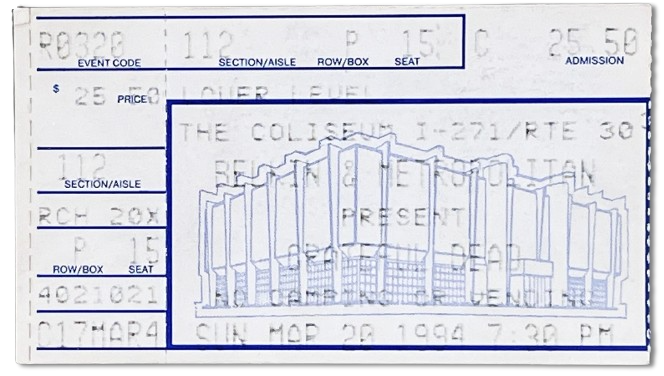 R0320 112 P 15 C 25.50
EVENT CODE SECTION/AISLE ROW/BOX SEAT ADMISSION
$ 25.50 PRICE LOWER LEVEL
THE COLISEUM I-271/RTE 303
112 BELKIN & METROPOLITAN
SECTION/AISLE
RCH 20X PRESENT
P 15 GRATEFUL DEAD
ROW/BOX SEAT
4021021 NO CAMPING OR VENDING
C17MAR4 SUN MAR 20 1994 7:30 PM